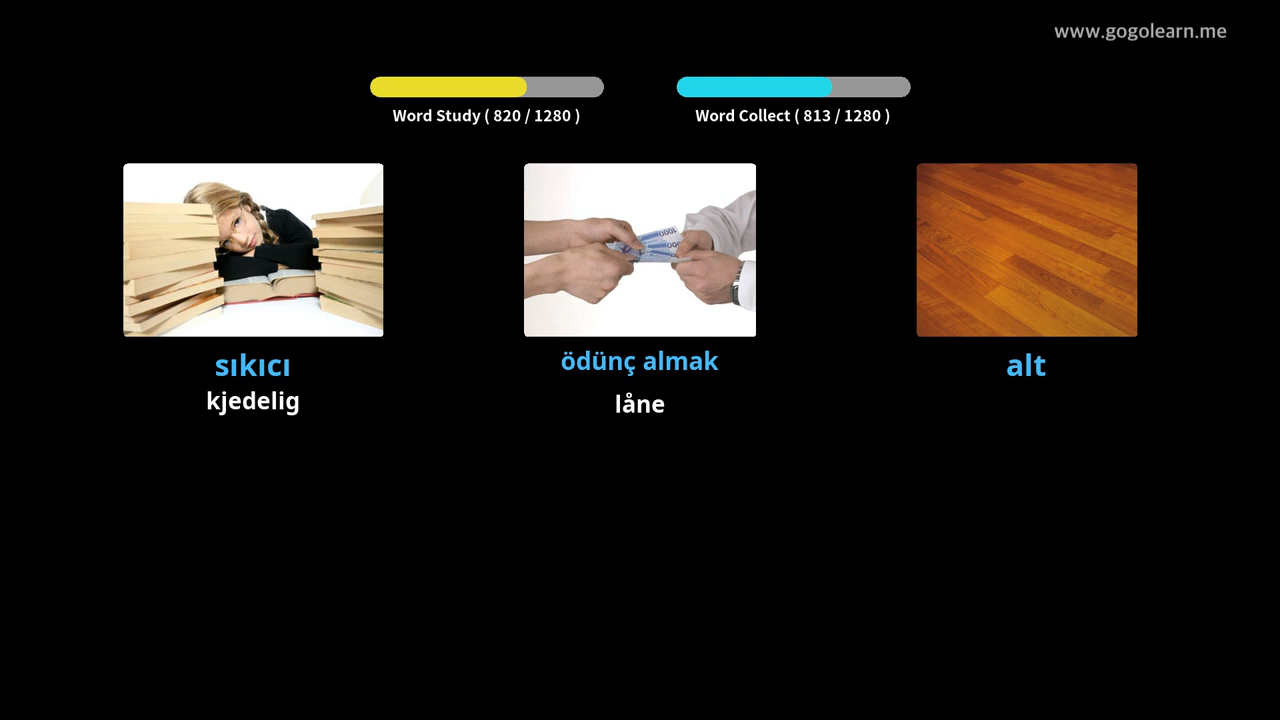 www.gogolearn.me
Word Study ( 820 / 1280 )
Word Collect ( 813 / 1280 )
sıkıcı
kjedelig
ödünç almak
låne
alt